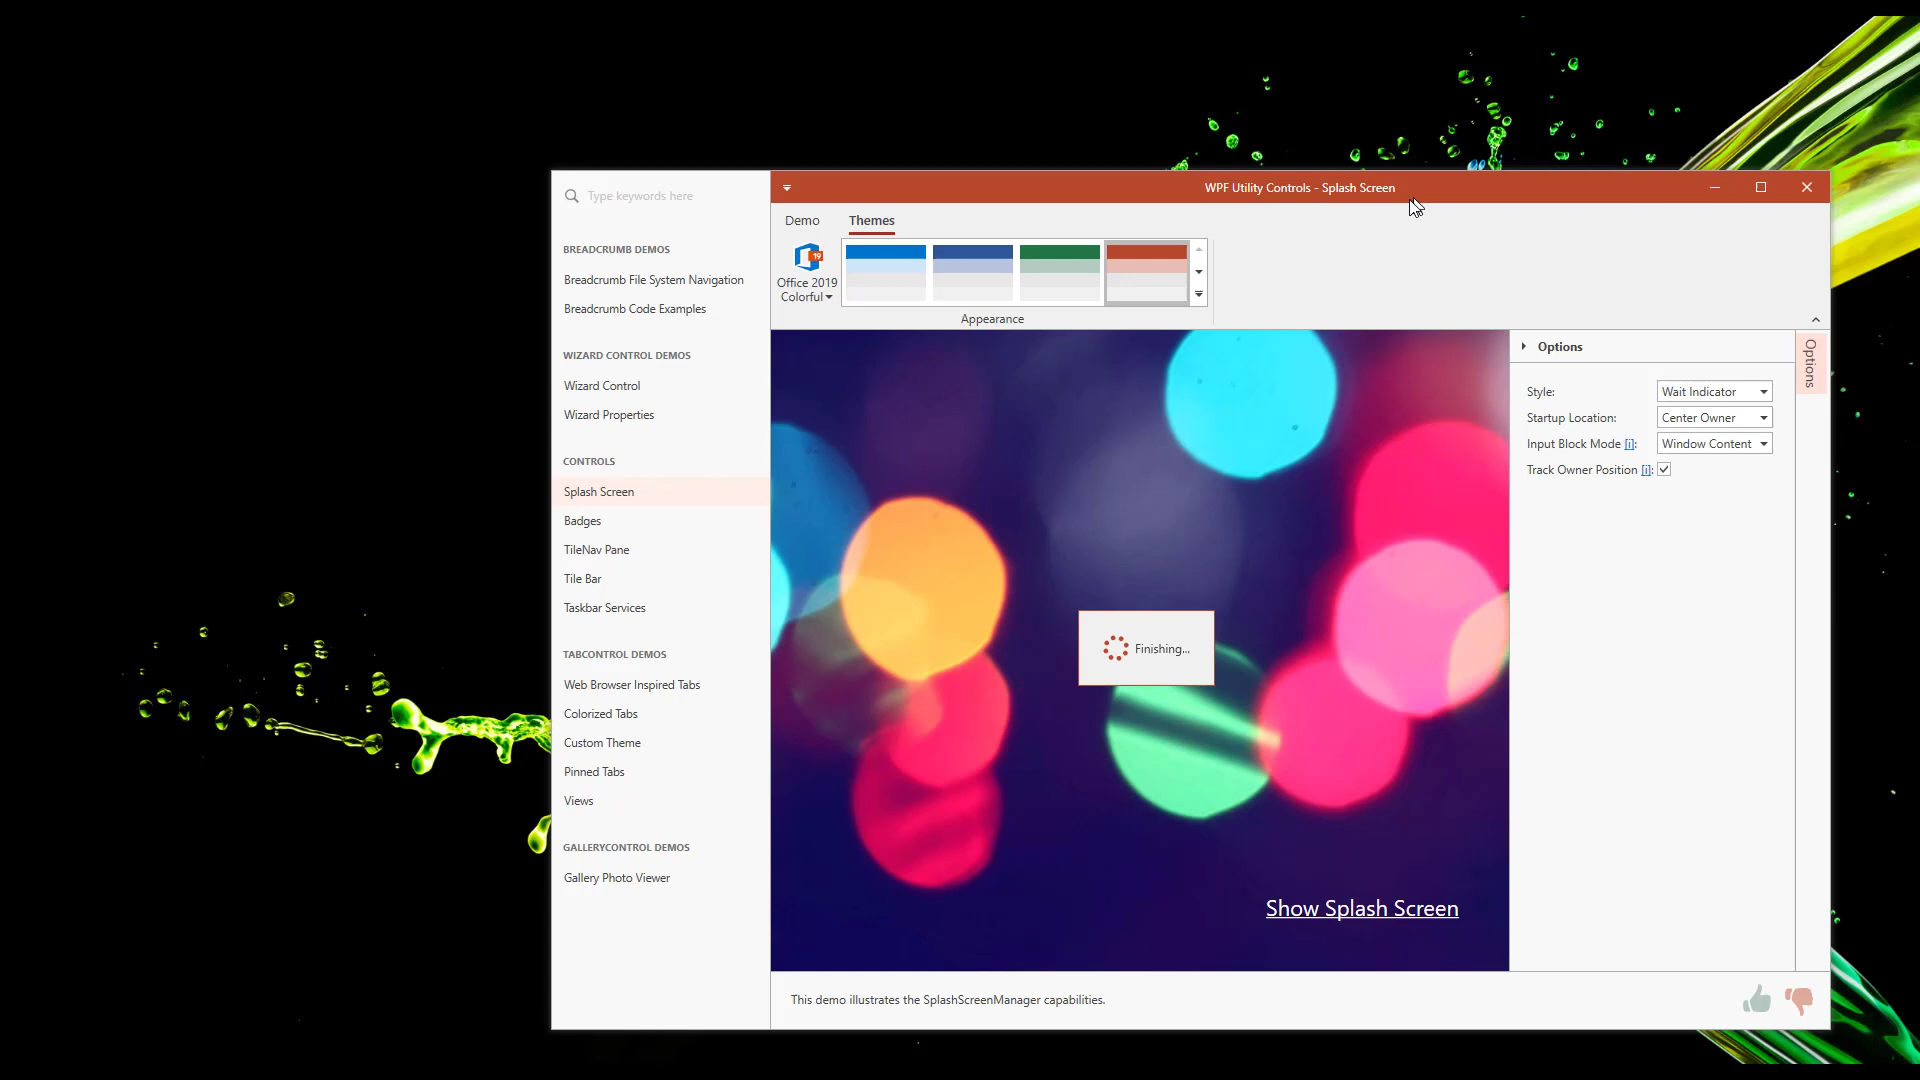 Type keywords here
BREADCRUMB DEMOS
Breadcrumb File System Navigation
Breadcrumb Code Examples
WIZARD CONTROL DEMOS
Wizard Control
Wizard Properties
CONTROLS
Splash Screen
Badges
TileNav Pane
Tile Bar
Taskbar Services
TABCONTROL DEMOS
Web Browser Inspired Tabs
Colorized Tabs
Custom Theme
Pinned Tabs
Views
GALLERYCONTROL DEMOS
Gallery Photo Viewer
WPF Utility Controls - Splash Screen
Demo Themes
19
Office 2019
Colorful
Appearance
Finishing...
Show Splash Screen
Options
Style: Wait Indicator
Startup Location: Center Owner
Input Block Mode [i]: Window Content
Track Owner Position [i]:
Options
This demo illustrates the SplashScreenManager capabilities.